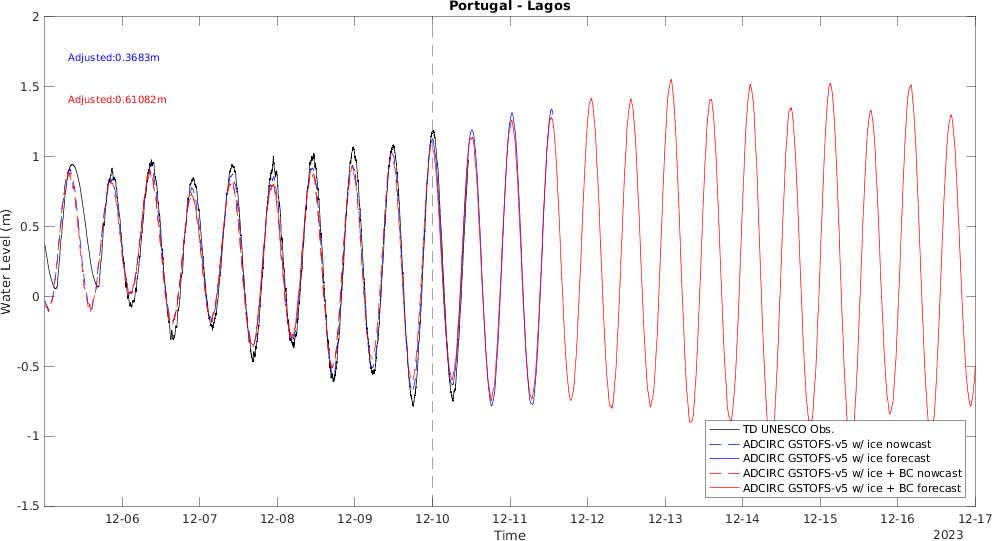 Portugal - Lagos
2
Adjusted:0.3683m
1.5
Adjusted:0.61082m
1
0.5
Water Level (m)
0
-0.5
-1
TD UNESCO Obs.
ADCIRC GSTOFS-v5 w/ ice nowcast
ADCIRC GSTOFS-v5 w/ ice forecast
ADCIRC GSTOFS-v5 w/ ice + BC nowcast
ADCIRC GSTOFS-v5 w/ ice + BC forecast
-1.5
12-06 12-07 12-08 12-09 12-10 12-11 12-12 12-13 12-14 12-15 12-16 12-17
Time
2023